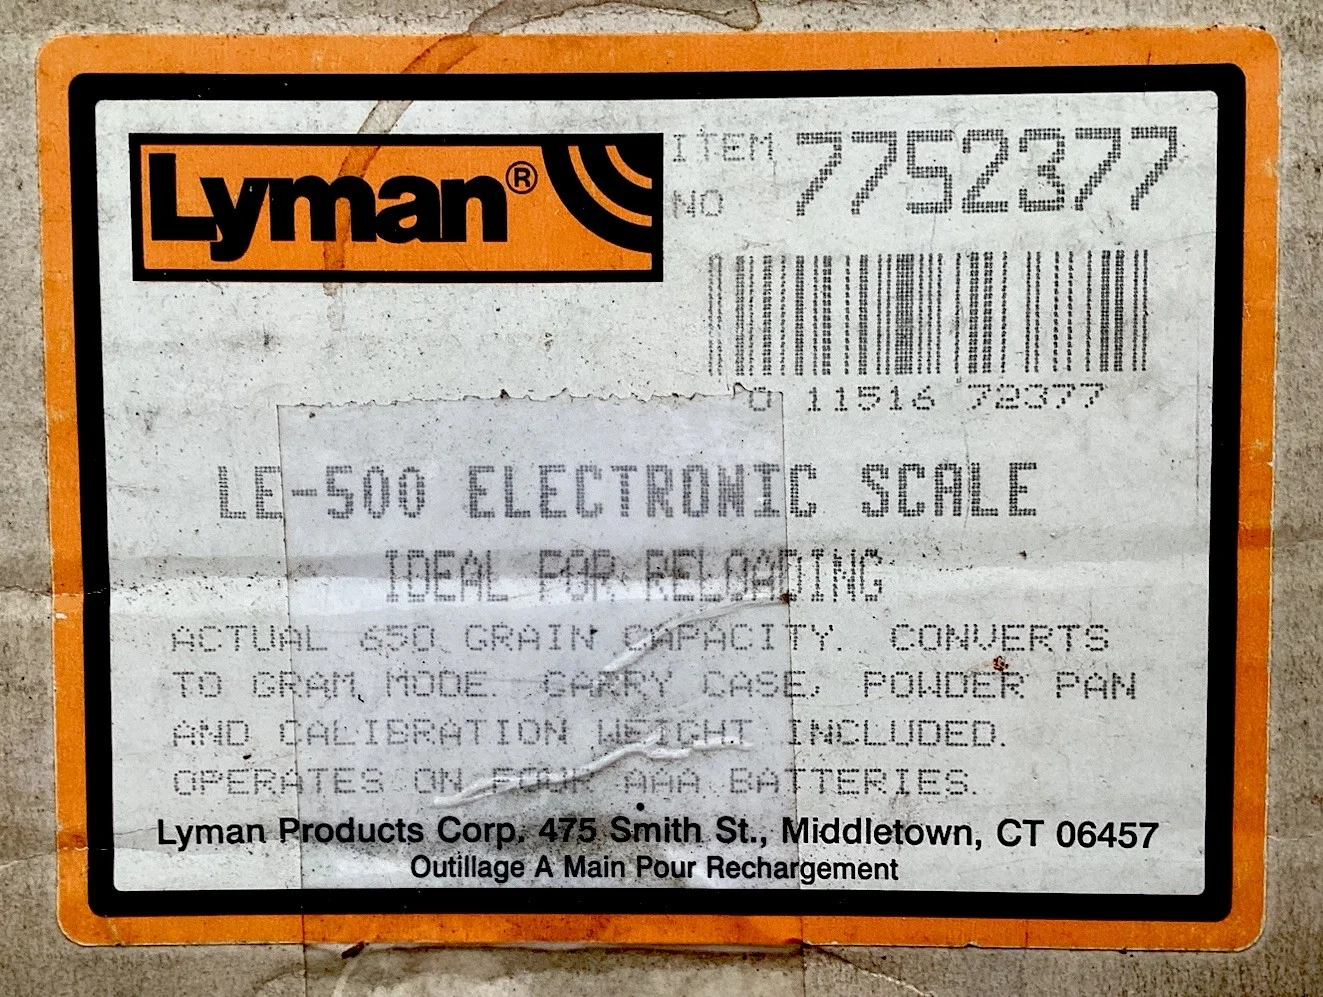 Lyman®
ITEM NO 7752377
0 11516 72377
LE-500 ELECTRONIC SCALE
IDEAL FOR RELOADING
ACTUAL 650 GRAIN CAPACITY. CONVERTS
TO GRAM MODE. CARRY CASE, POWDER PAN
AND CALIBRATION WEIGHT INCLUDED.
OPERATES ON FOUR AAA BATTERIES.
Lyman Products Corp. 475 Smith St., Middletown, CT 06457
Outillage A Main Pour Rechargement